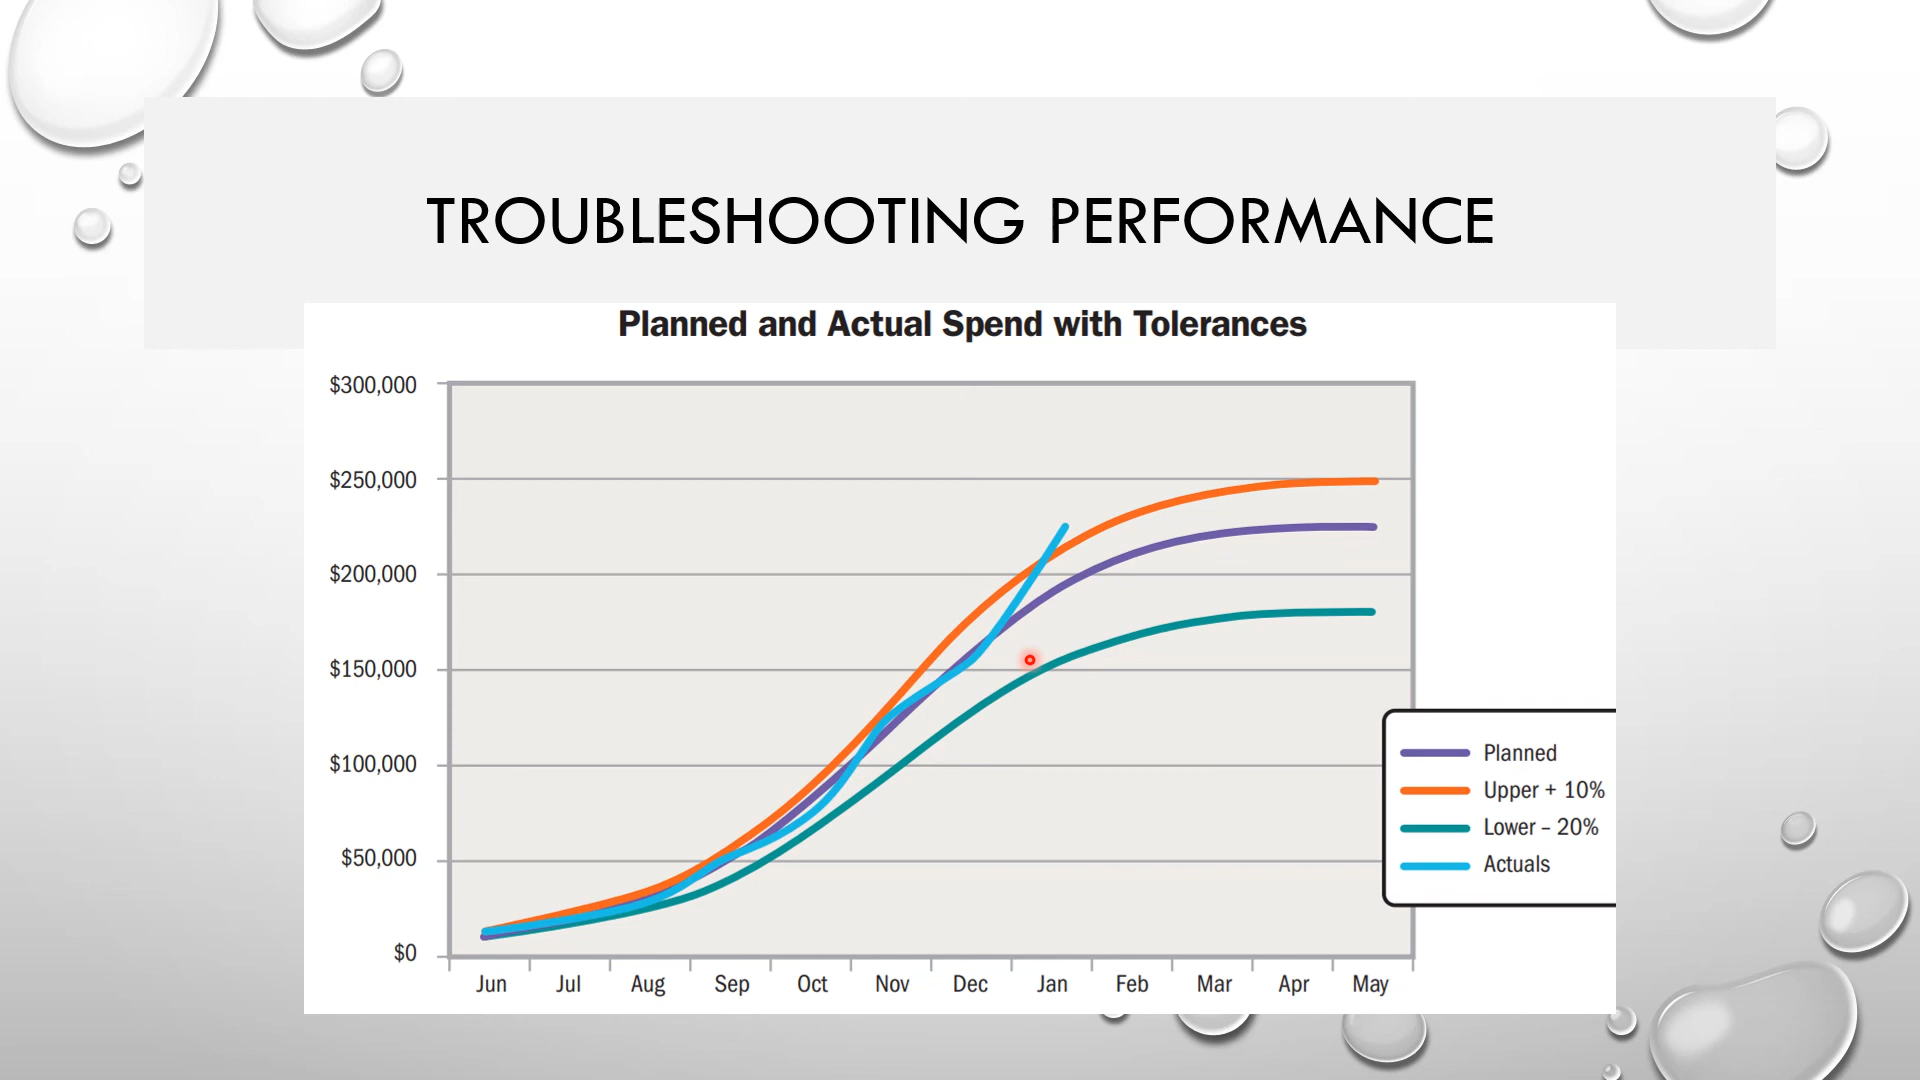 TROUBLESHOOTING PERFORMANCE
Planned and Actual Spend with Tolerances
$300,000
$250,000
$200,000
$150,000
$100,000
$50,000
$0
Jun Jul Aug Sep Oct Nov Dec Jan Feb Mar Apr May
Planned
Upper + 10%
Lower – 20%
Actuals